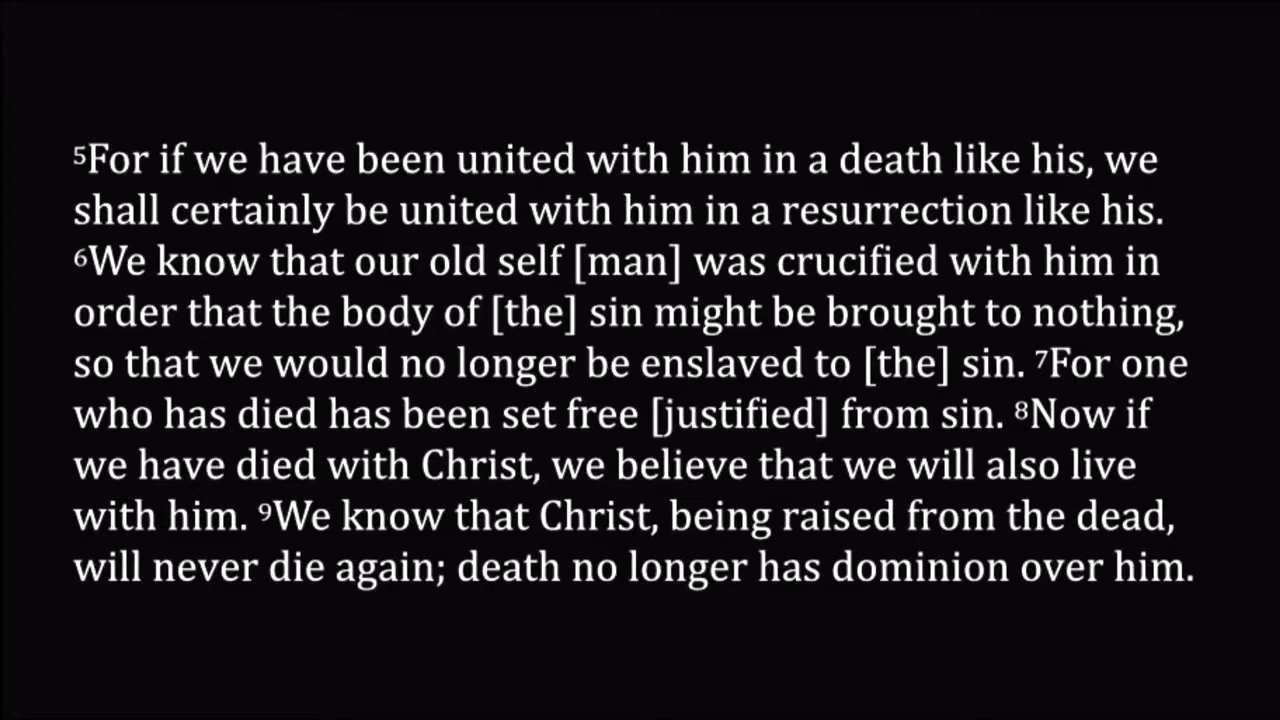 ⁵For if we have been united with him in a death like his, we
shall certainly be united with him in a resurrection like his.
⁶We know that our old self [man] was crucified with him in
order that the body of [the] sin might be brought to nothing,
so that we would no longer be enslaved to [the] sin. ⁷For one
who has died has been set free [justified] from sin. ⁸Now if
we have died with Christ, we believe that we will also live
with him. ⁹We know that Christ, being raised from the dead,
will never die again; death no longer has dominion over him.